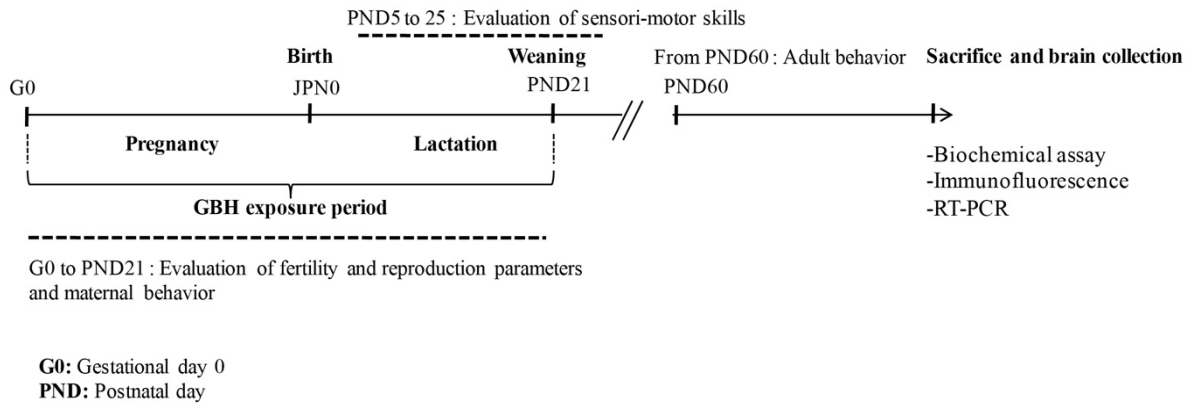 PND5 to 25 : Evaluation of sensori-motor skills
Birth
Weaning
From PND60 : Adult behavior
Sacrifice and brain collection
G0
JPN0
PND21
PND60
Pregnancy
Lactation
-Biochemical assay
-Immunofluorescence
-RT-PCR
GBH exposure period
G0 to PND21 : Evaluation of fertility and reproduction parameters
and maternal behavior
G0: Gestational day 0
PND: Postnatal day